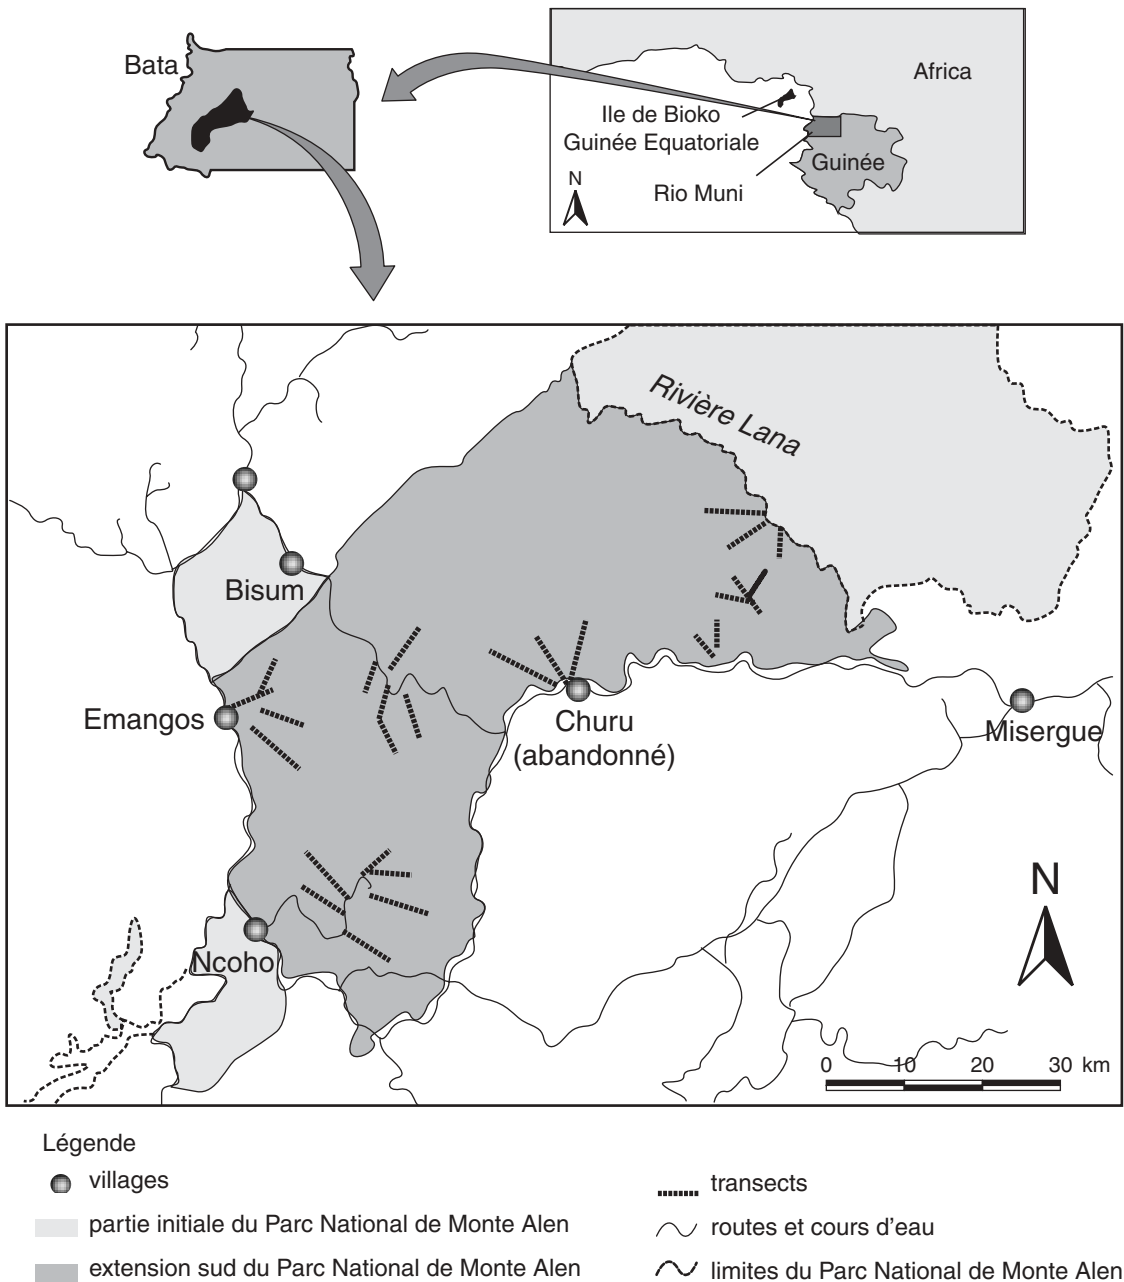 Bata
Africa
Ile de Bioko
Guinée Equatoriale
Guinée
N
Rio Muni
Rivière Lana
Bisum
Emangos
Churu
(abandonné)
Misergue
N
Ncoho
0 10 20 30 km
Légende
villages
partie initiale du Parc National de Monte Alen
extension sud du Parc National de Monte Alen
transects
routes et cours d'eau
limites du Parc National de Monte Alen